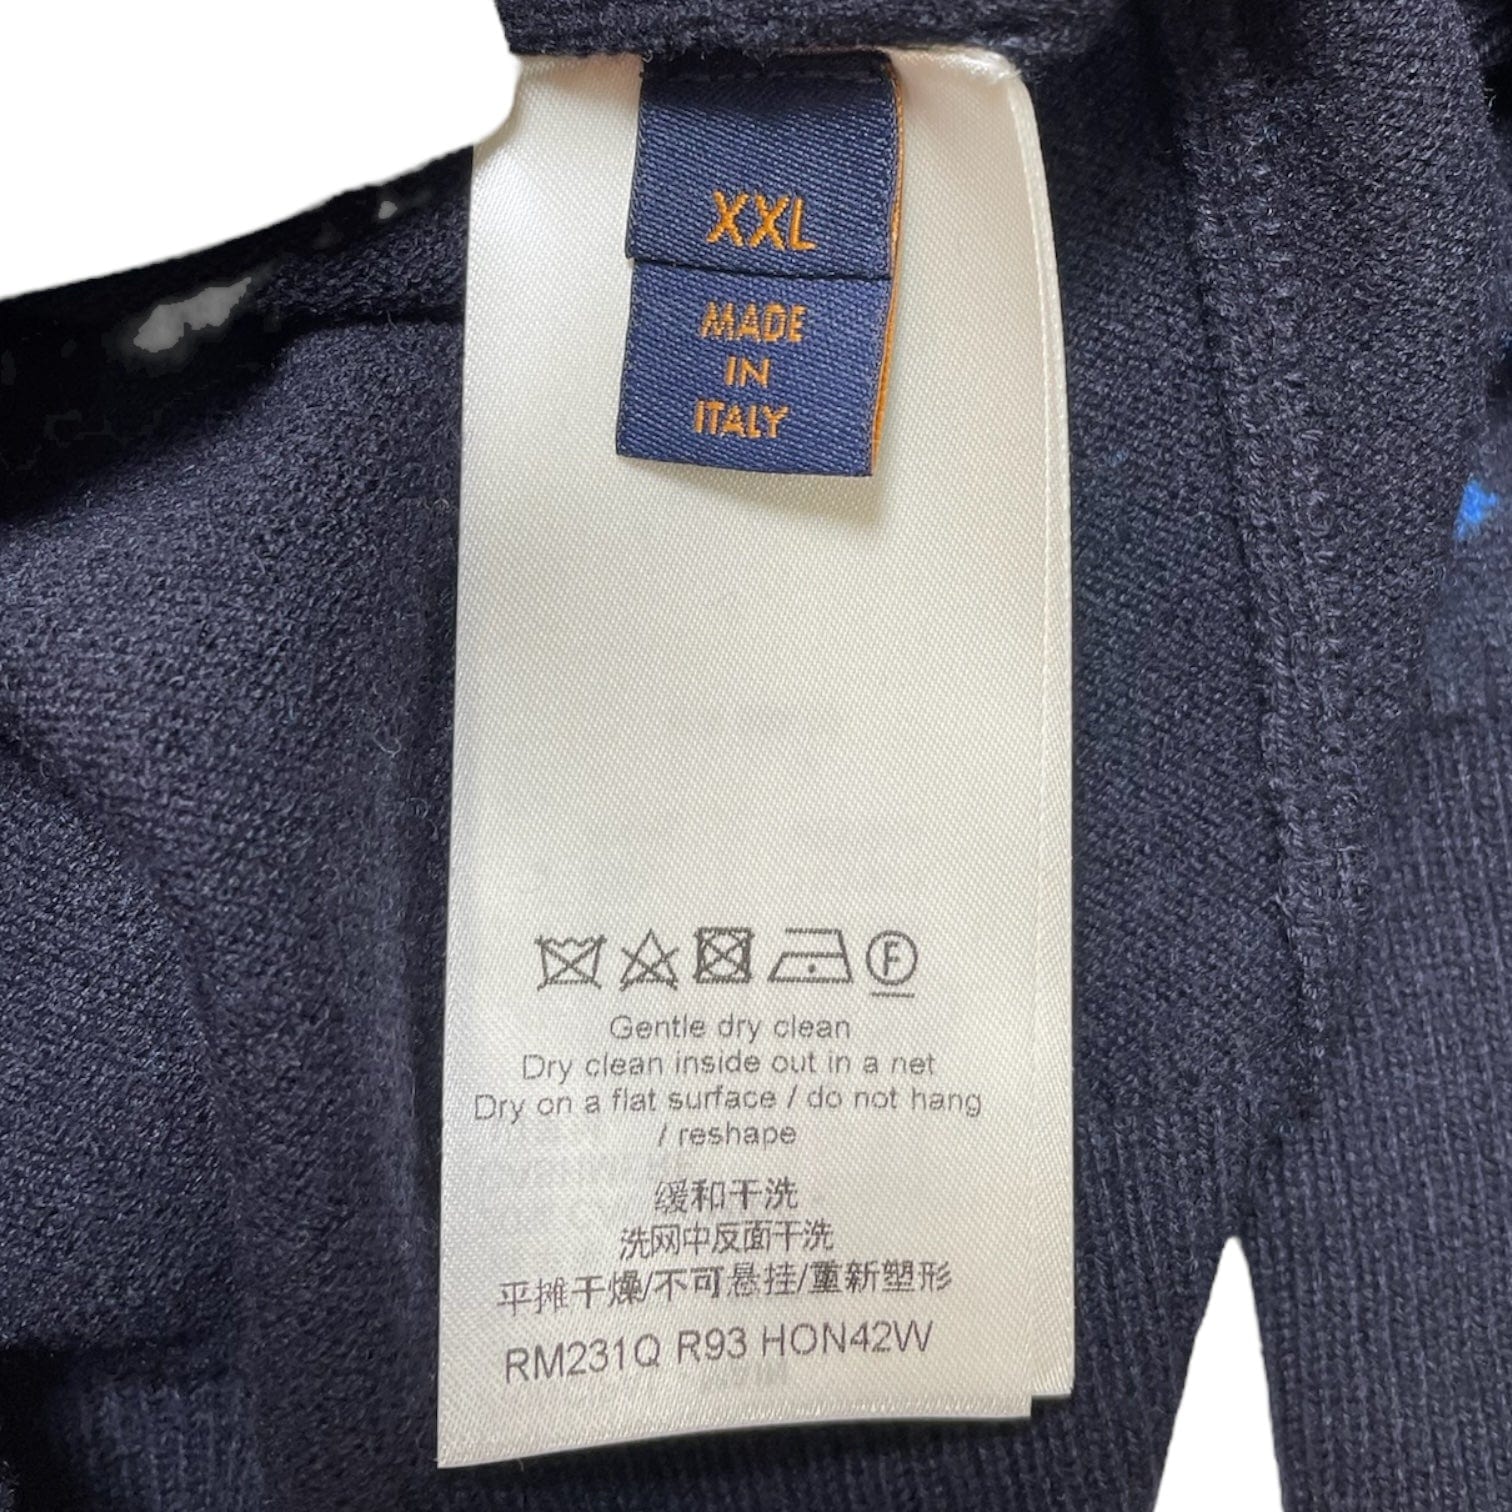 XXL
MADE
IN
ITALY
F
Gentle dry clean
Dry clean inside out in a net
Dry on a flat surface / do not hang
/ reshape
缓和干洗
洗网中反面干洗
平摊干燥/不可悬挂/重新塑形
RM231Q R93 HON42W